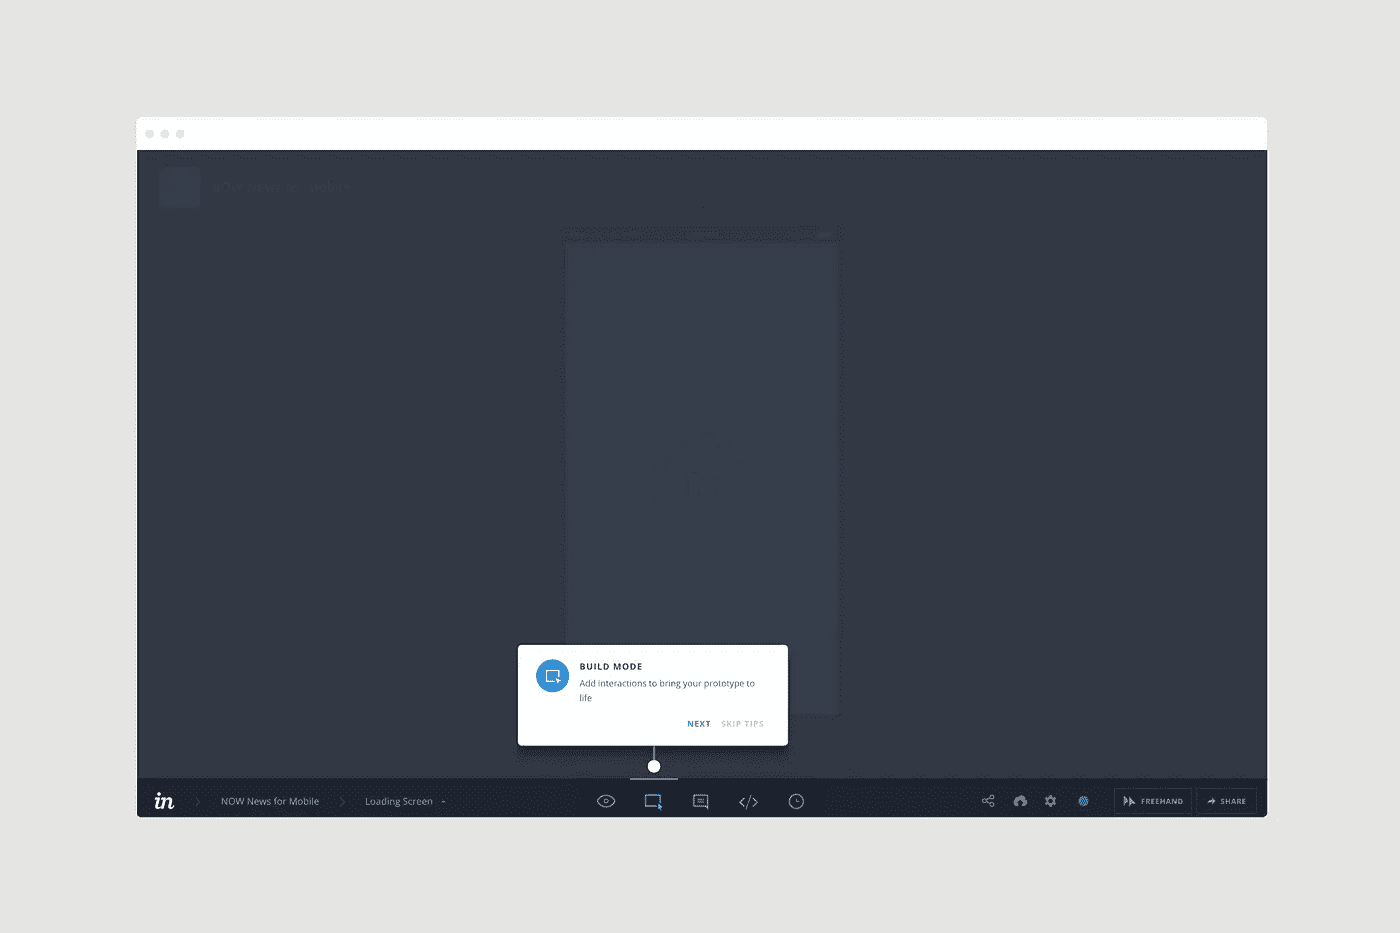 NOW News for Mobile
BUILD MODE
Add interactions to bring your prototype to
life
NEXT SKIP TIPS
in NOW News for Mobile Loading Screen FREEHAND SHARE